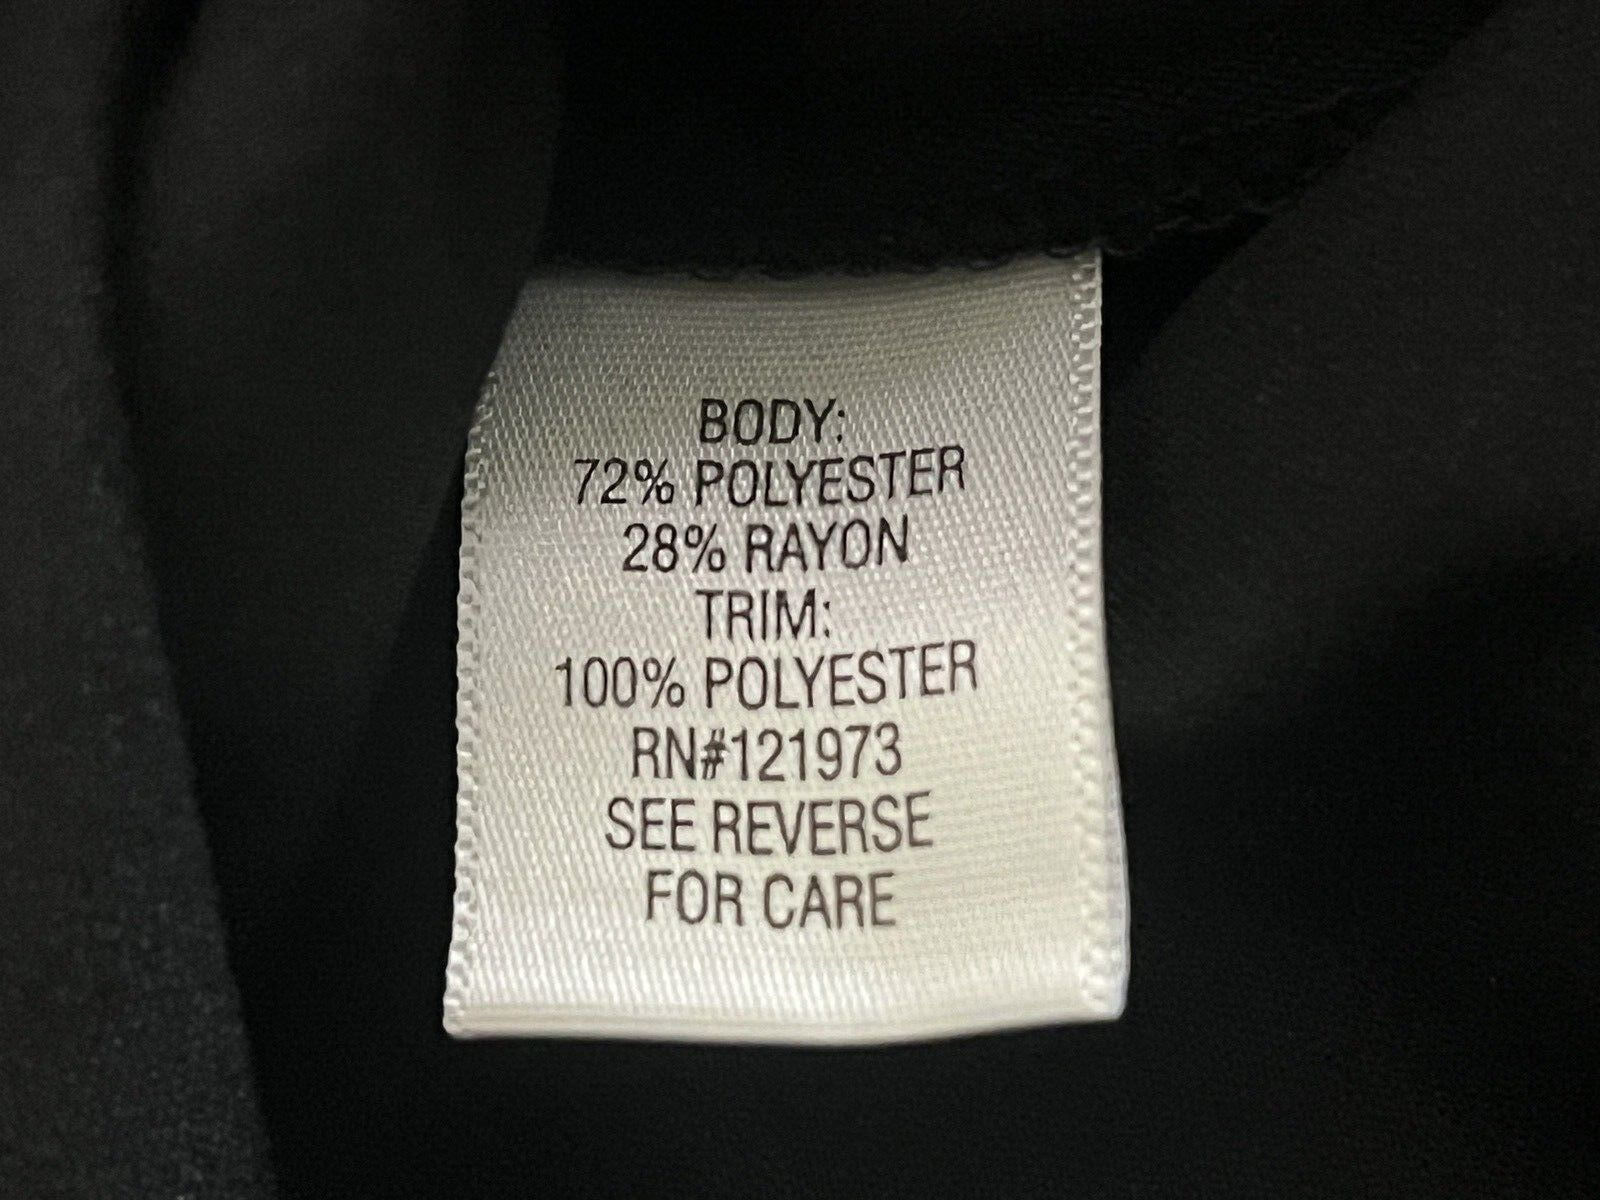 BODY:
72% POLYESTER
28% RAYON
TRIM:
100% POLYESTER
RN#121973
SEE REVERSE
FOR CARE